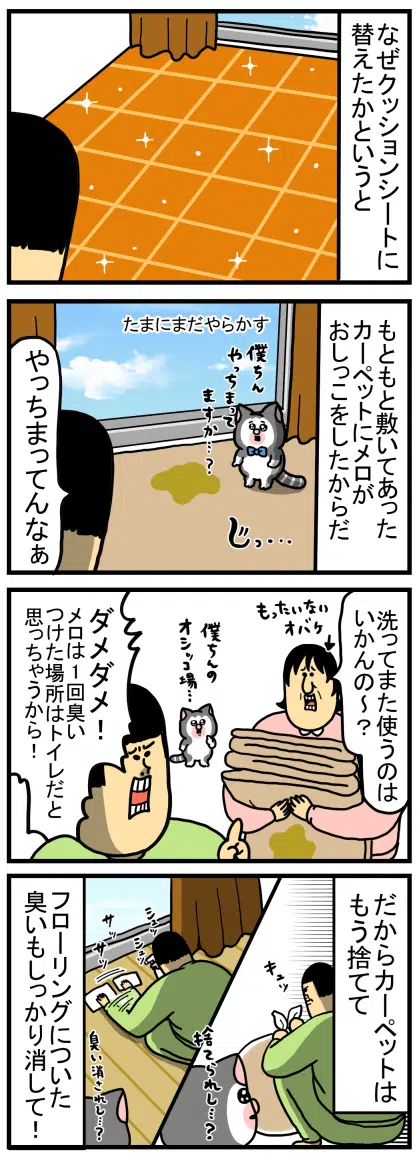 なぜクッションシートに
替えたかというと
もともと敷いてあった
カーペットにメロが
おしっこをしたからだ
たまにまだやらかす
僕ちん
やっちまって
ますか…?
じっ…
やっちまってんなぁ
洗ってまた使うのは
いかんの〜?
もったいない
オバケ
僕ちんの
オシッコ場…
ダメダメ!
メロは1回臭い
つけた場所はトイレだと
思っちゃうから!
だからカーペットは
もう捨てて
キュッ
捨てられし…?
シュッ
シュッ
サッ
サッ
臭い消されし…?
フローリングについた
臭いもしっかり消して!